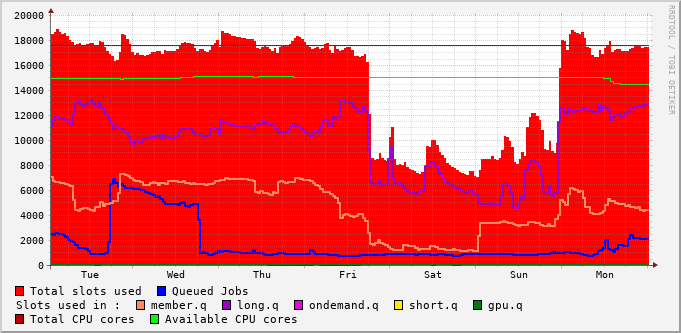 20000
18000
16000
14000
12000
10000
8000
6000
4000
2000
0
Tue Wed Thu Fri Sat Sun Mon
RRDTOOL / TOBI OETIKER
Total slots used Queued Jobs
Slots used in : member.q long.q ondemand.q short.q gpu.q
Total CPU cores Available CPU cores